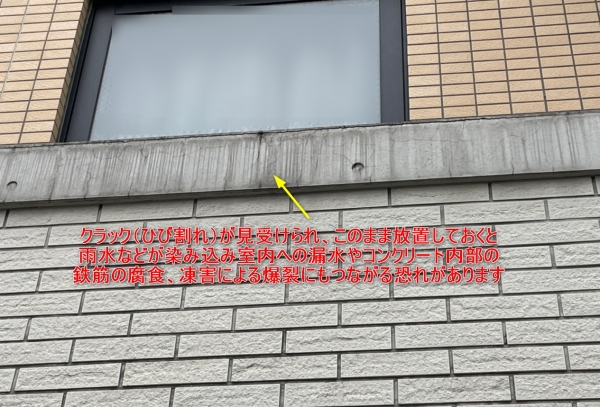 クラック（ひび割れ）が見受けられ、このまま放置しておくと
雨水などが染み込み室内への漏水やコンクリート内部の
鉄筋の腐食、凍害による爆裂にもつながる恐れがあります